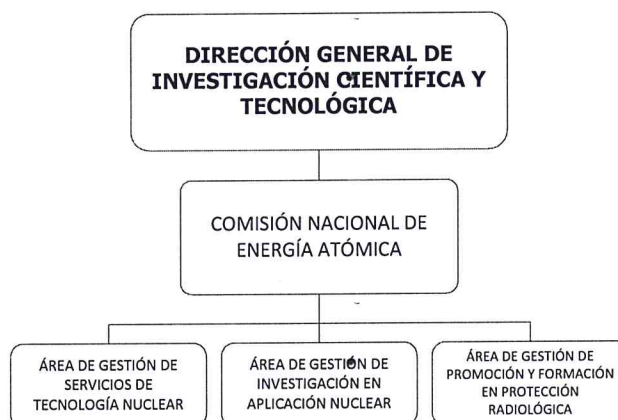 DIRECCIÓN GENERAL DE
INVESTIGACIÓN CIENTÍFICA Y
TECNOLÓGICA
COMISIÓN NACIONAL DE
ENERGÍA ATÓMICA
ÁREA DE GESTIÓN DE
SERVICIOS DE
TECNOLOGÍA NUCLEAR
ÁREA DE GESTIÓN DE
INVESTIGACIÓN EN
APLICACIÓN NUCLEAR
ÁREA DE GESTIÓN DE
PROMOCIÓN Y FORMACIÓN
EN PROTECCIÓN
RADIOLÓGICA